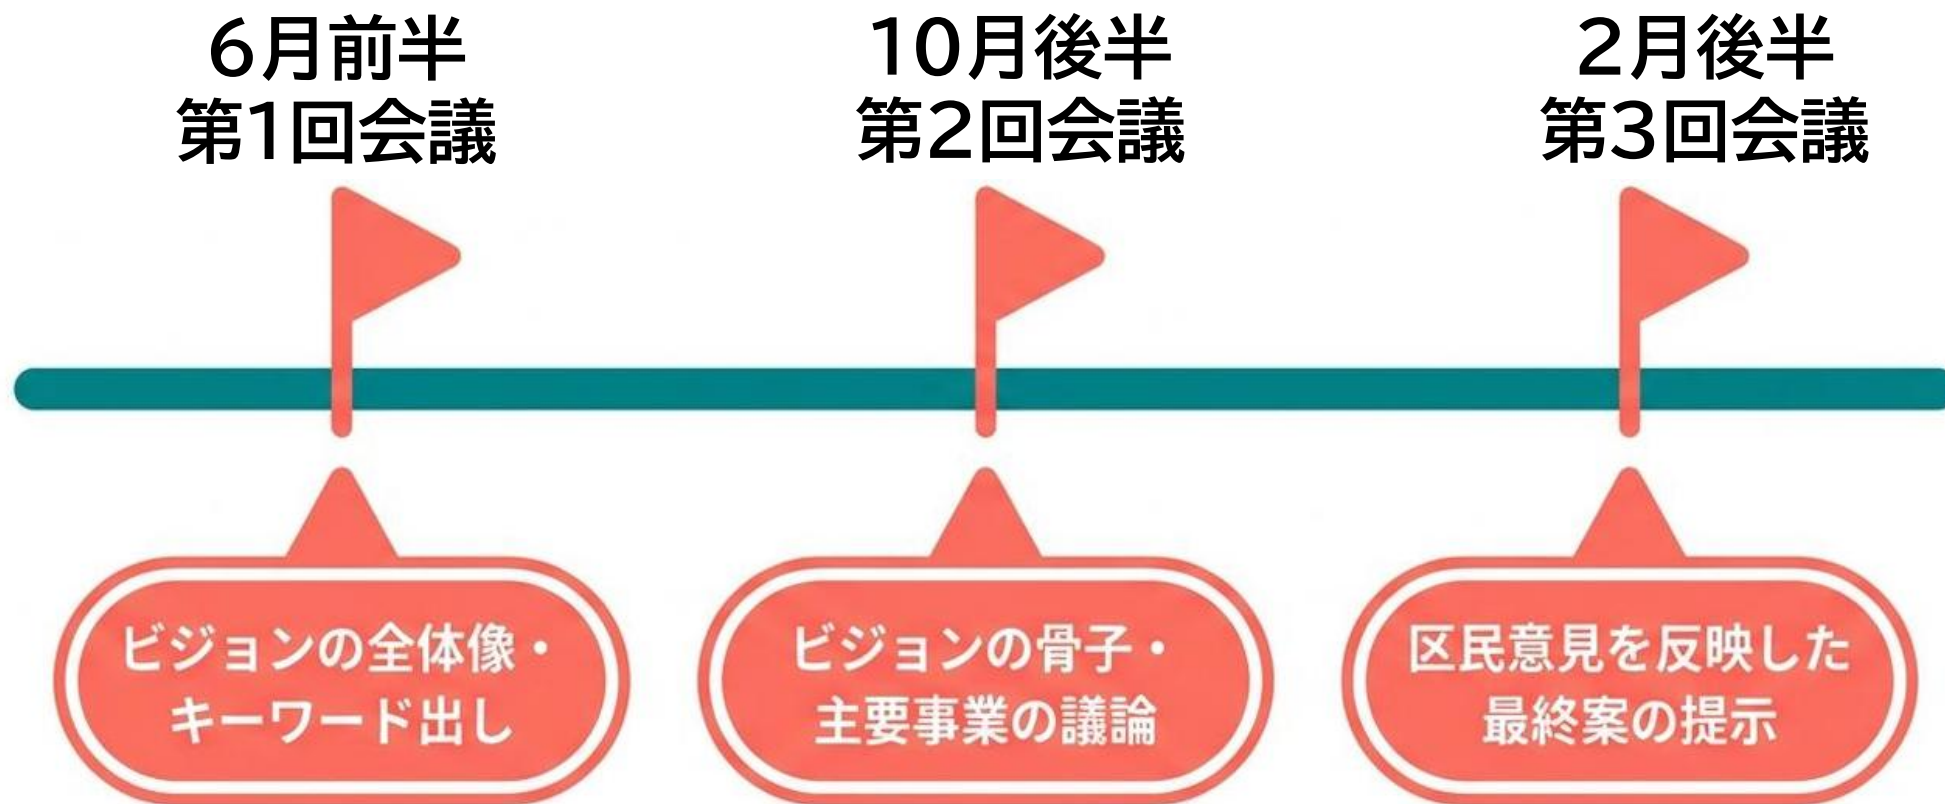 6月前半
第1回会議
10月後半
第2回会議
2月後半
第3回会議
ビジョンの全体像・
キーワード出し
ビジョンの骨子・
主要事業の議論
区民意見を反映した
最終案の提示